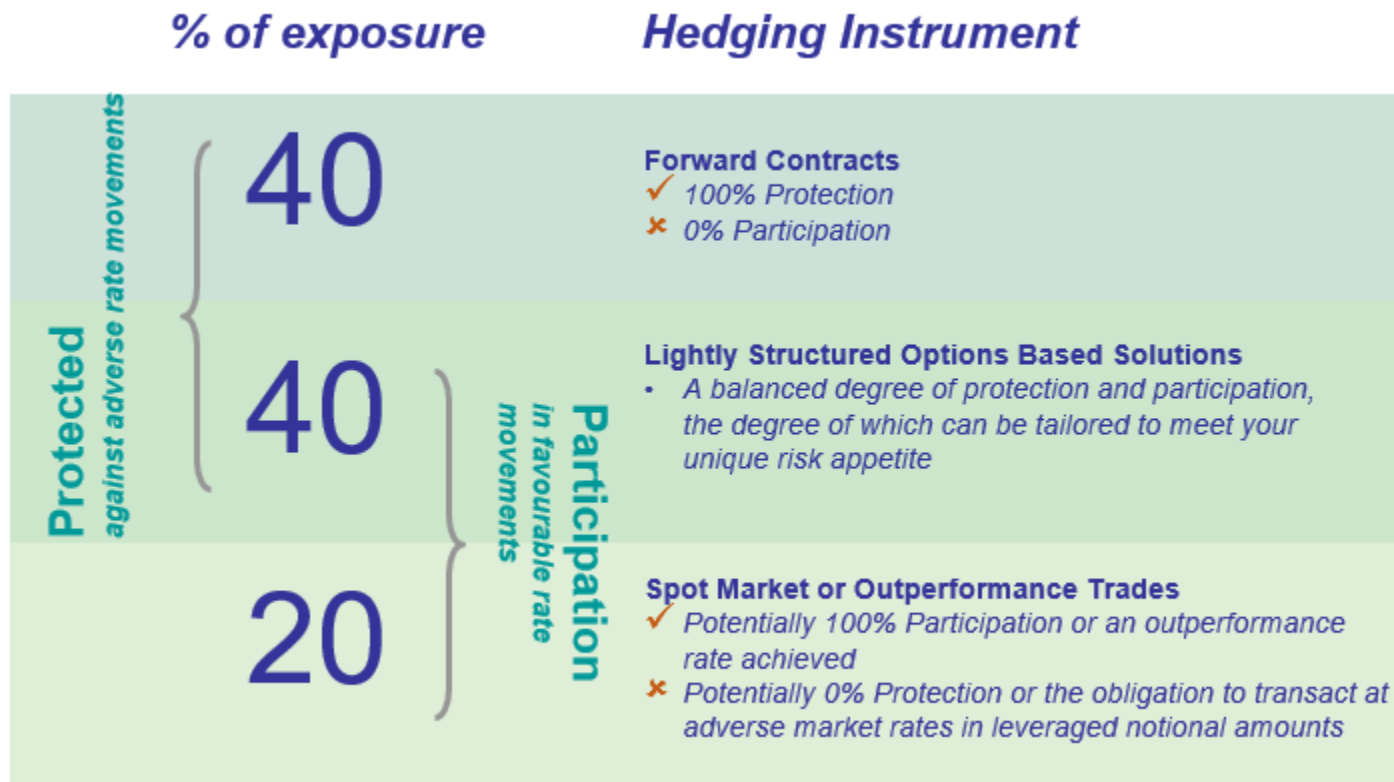 % of exposure
Hedging Instrument
Protected
against adverse rate movements
40
Forward Contracts
✓ 100% Protection
✗ 0% Participation
40
Participation
in favourable rate
movements
Lightly Structured Options Based Solutions
• A balanced degree of protection and participation,
the degree of which can be tailored to meet your
unique risk appetite
20
Spot Market or Outperformance Trades
✓ Potentially 100% Participation or an outperformance
rate achieved
✗ Potentially 0% Protection or the obligation to transact at
adverse market rates in leveraged notional amounts